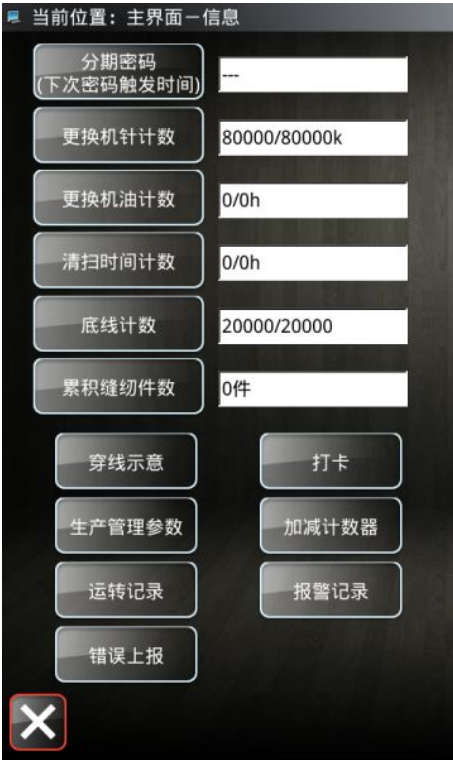 当前位置：主界面－信息
分期密码
(下次密码触发时间)
---
更换机针计数
80000/80000k
更换机油计数
0/0h
清扫时间计数
0/0h
底线计数
20000/20000
累积缝纫件数
0件
穿线示意
打卡
生产管理参数
加减计数器
运转记录
报警记录
错误上报